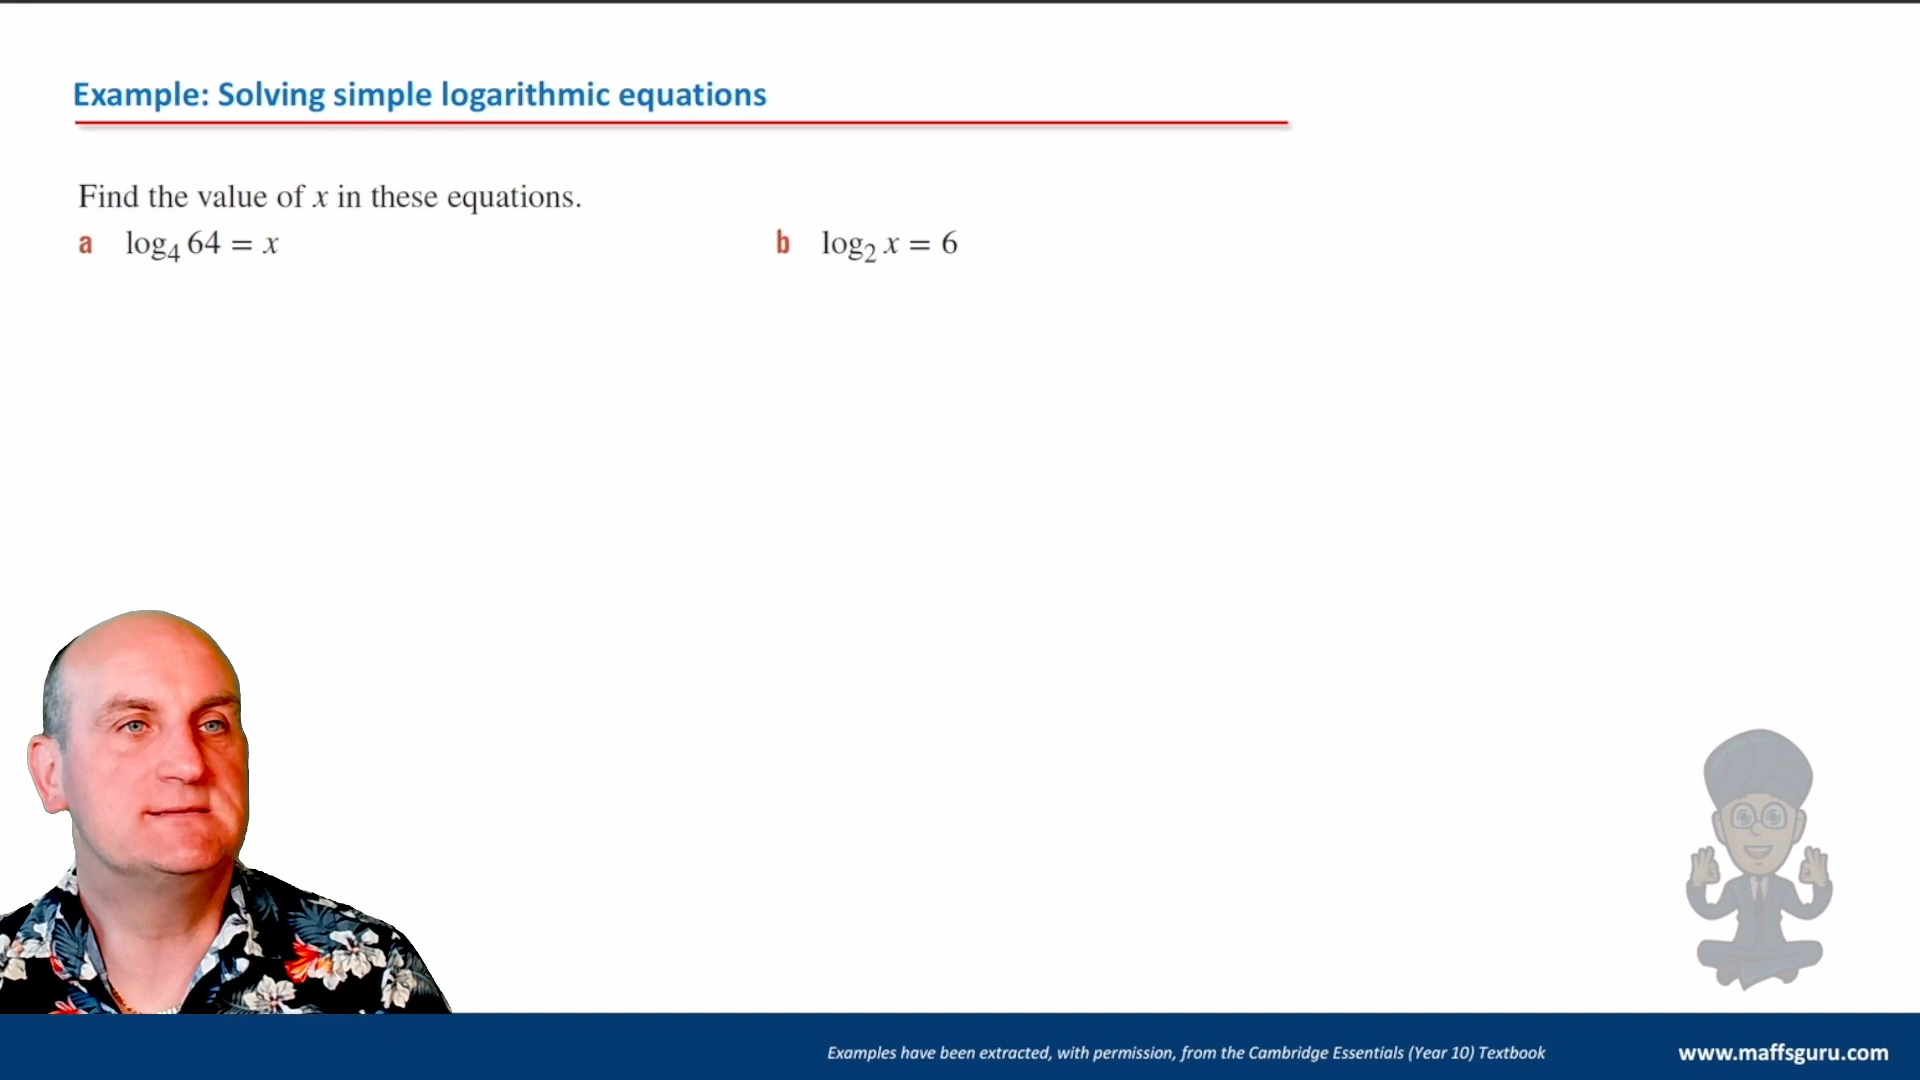 Example: Solving simple logarithmic equations
Find the value of x in these equations.
a log₄ 64 = x
b log₂ x = 6
Examples have been extracted, with permission, from the Cambridge Essentials (Year 10) Textbook
www.maffsguru.com